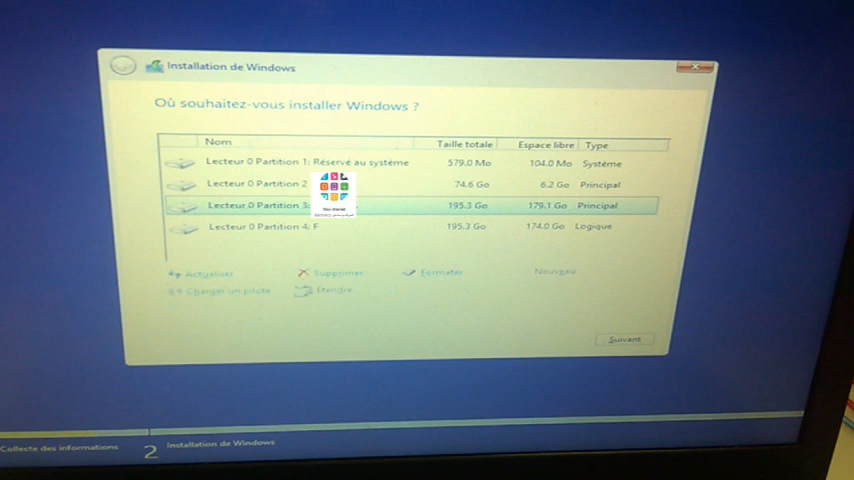 Installation de Windows
Où souhaitez-vous installer Windows ?
Nom Taille totale Espace libre Type
Lecteur 0 Partition 1: Réservé au système 579.0 Mo 104.0 Mo Système
Lecteur 0 Partition 2 74.6 Go 6.2 Go Principal
Lecteur 0 Partition 3: 195.3 Go 179.1 Go Principal
Lecteur 0 Partition 4: F 195.3 Go 174.0 Go Logique
Actualiser Supprimer Formater Nouveau
Charger un pilote Étendre
Suivant
Collecte des informations 2 Installation de Windows